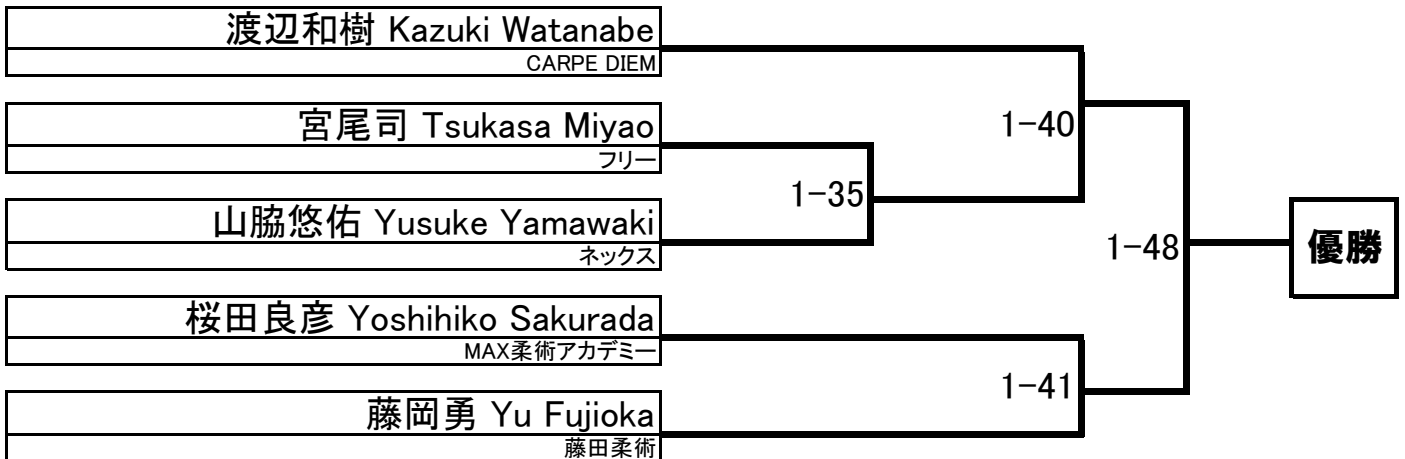 渡辺和樹 Kazuki Watanabe
CARPE DIEM
宮尾司 Tsukasa Miyao
フリー
山脇悠佑 Yusuke Yamawaki
ネックス
桜田良彦 Yoshihiko Sakurada
MAX柔術アカデミー
藤岡勇 Yu Fujioka
藤田柔術
1-35
1-40
1-41
1-48
優勝